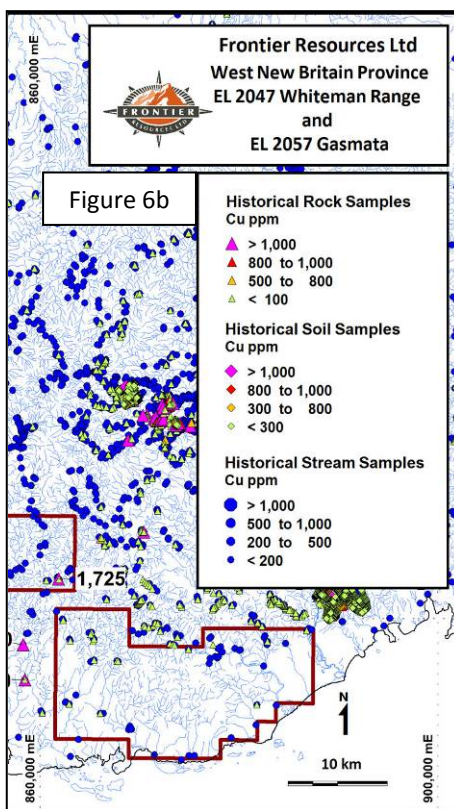 860,000 mE
Frontier Resources Ltd
West New Britain Province
EL 2047 Whiteman Range
and
EL 2057 Gasmata
FRONTIER
RESOURCES LTD
Figure 6b
Historical Rock Samples
Cu ppm
> 1,000
800 to 1,000
500 to 800
< 100
Historical Soil Samples
Cu ppm
> 1,000
800 to 1,000
300 to 800
< 300
Historical Stream Samples
Cu ppm
> 1,000
500 to 1,000
200 to 500
< 200
1,725
N
10 km
860,000 mE
900,000 mE